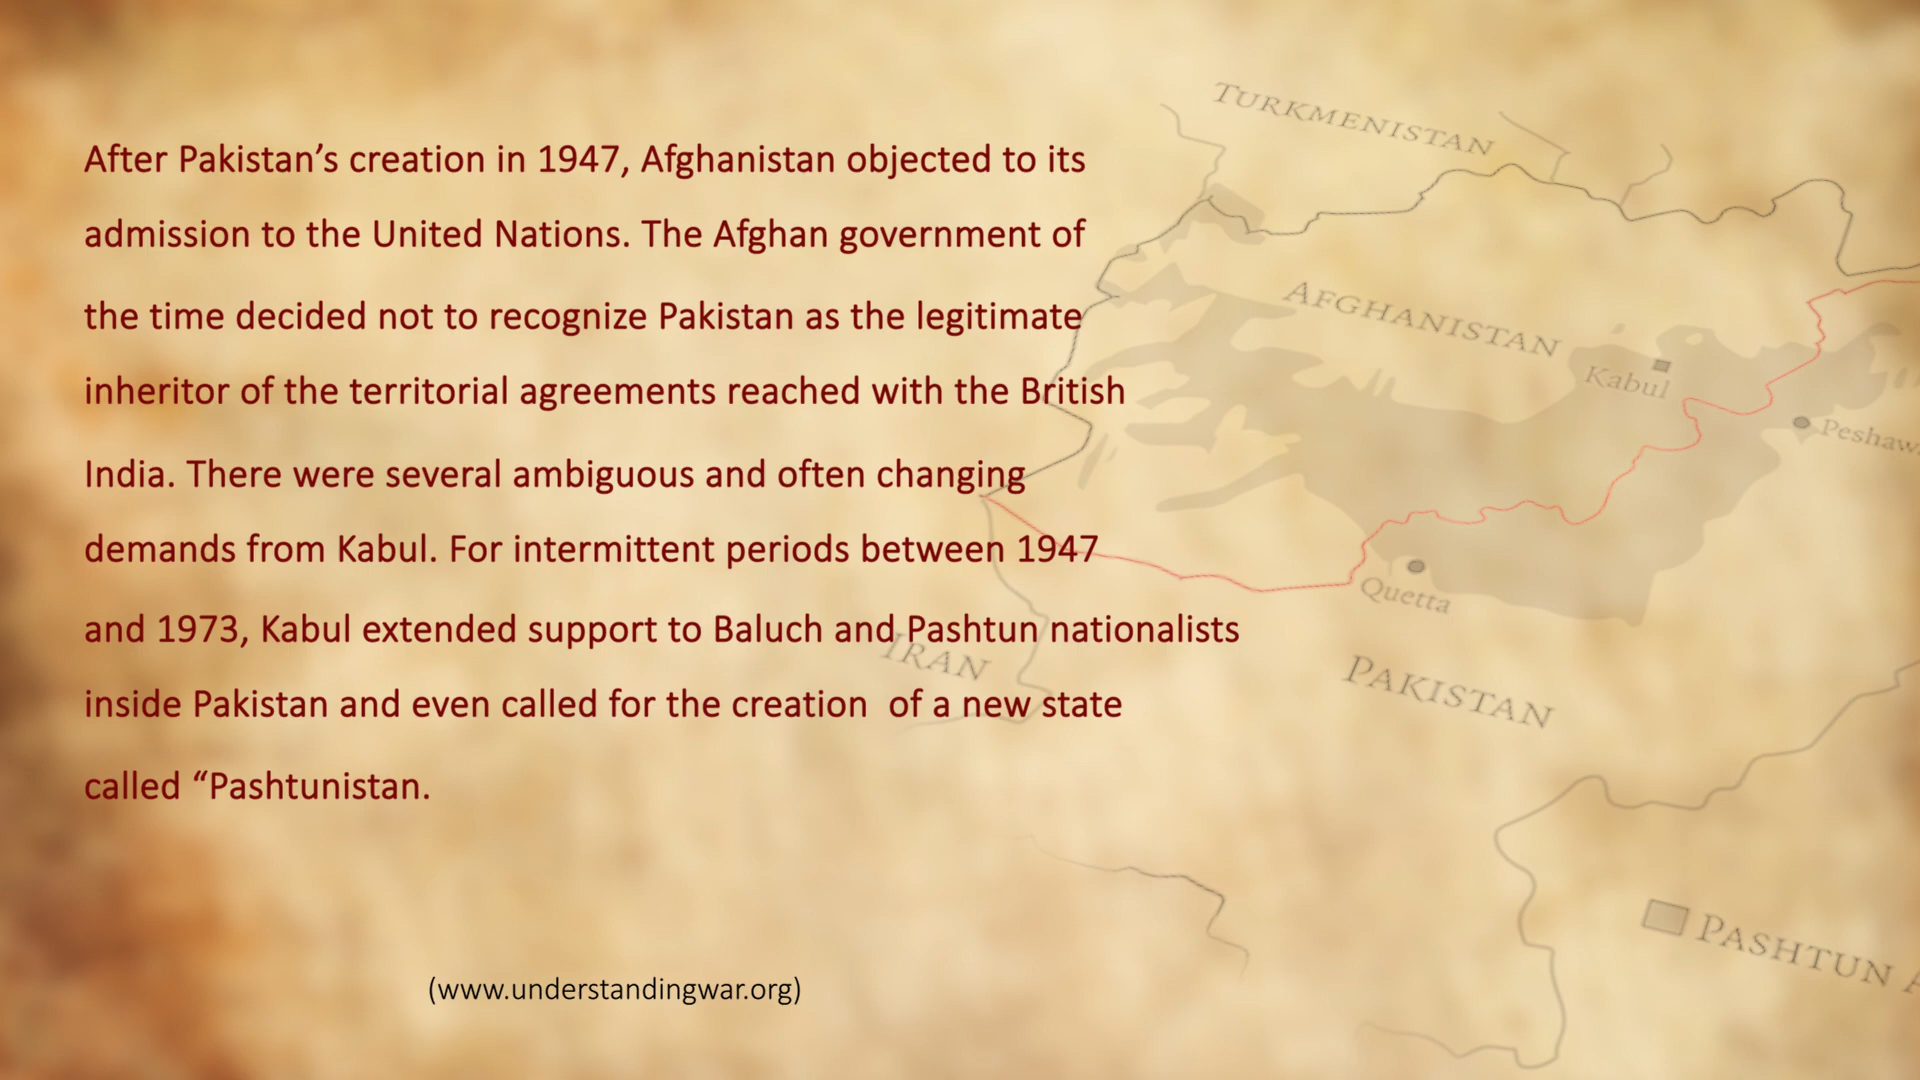 After Pakistan’s creation in 1947, Afghanistan objected to its
admission to the United Nations. The Afghan government of
the time decided not to recognize Pakistan as the legitimate
inheritor of the territorial agreements reached with the British
India. There were several ambiguous and often changing
demands from Kabul. For intermittent periods between 1947
and 1973, Kabul extended support to Baluch and Pashtun nationalists
inside Pakistan and even called for the creation  of a new state
called “Pashtunistan.
(www.understandingwar.org)
TURKMENISTAN
AFGHANISTAN
Kabul
Peshaw
Quetta
IRAN
PAKISTAN
PASHTUN A